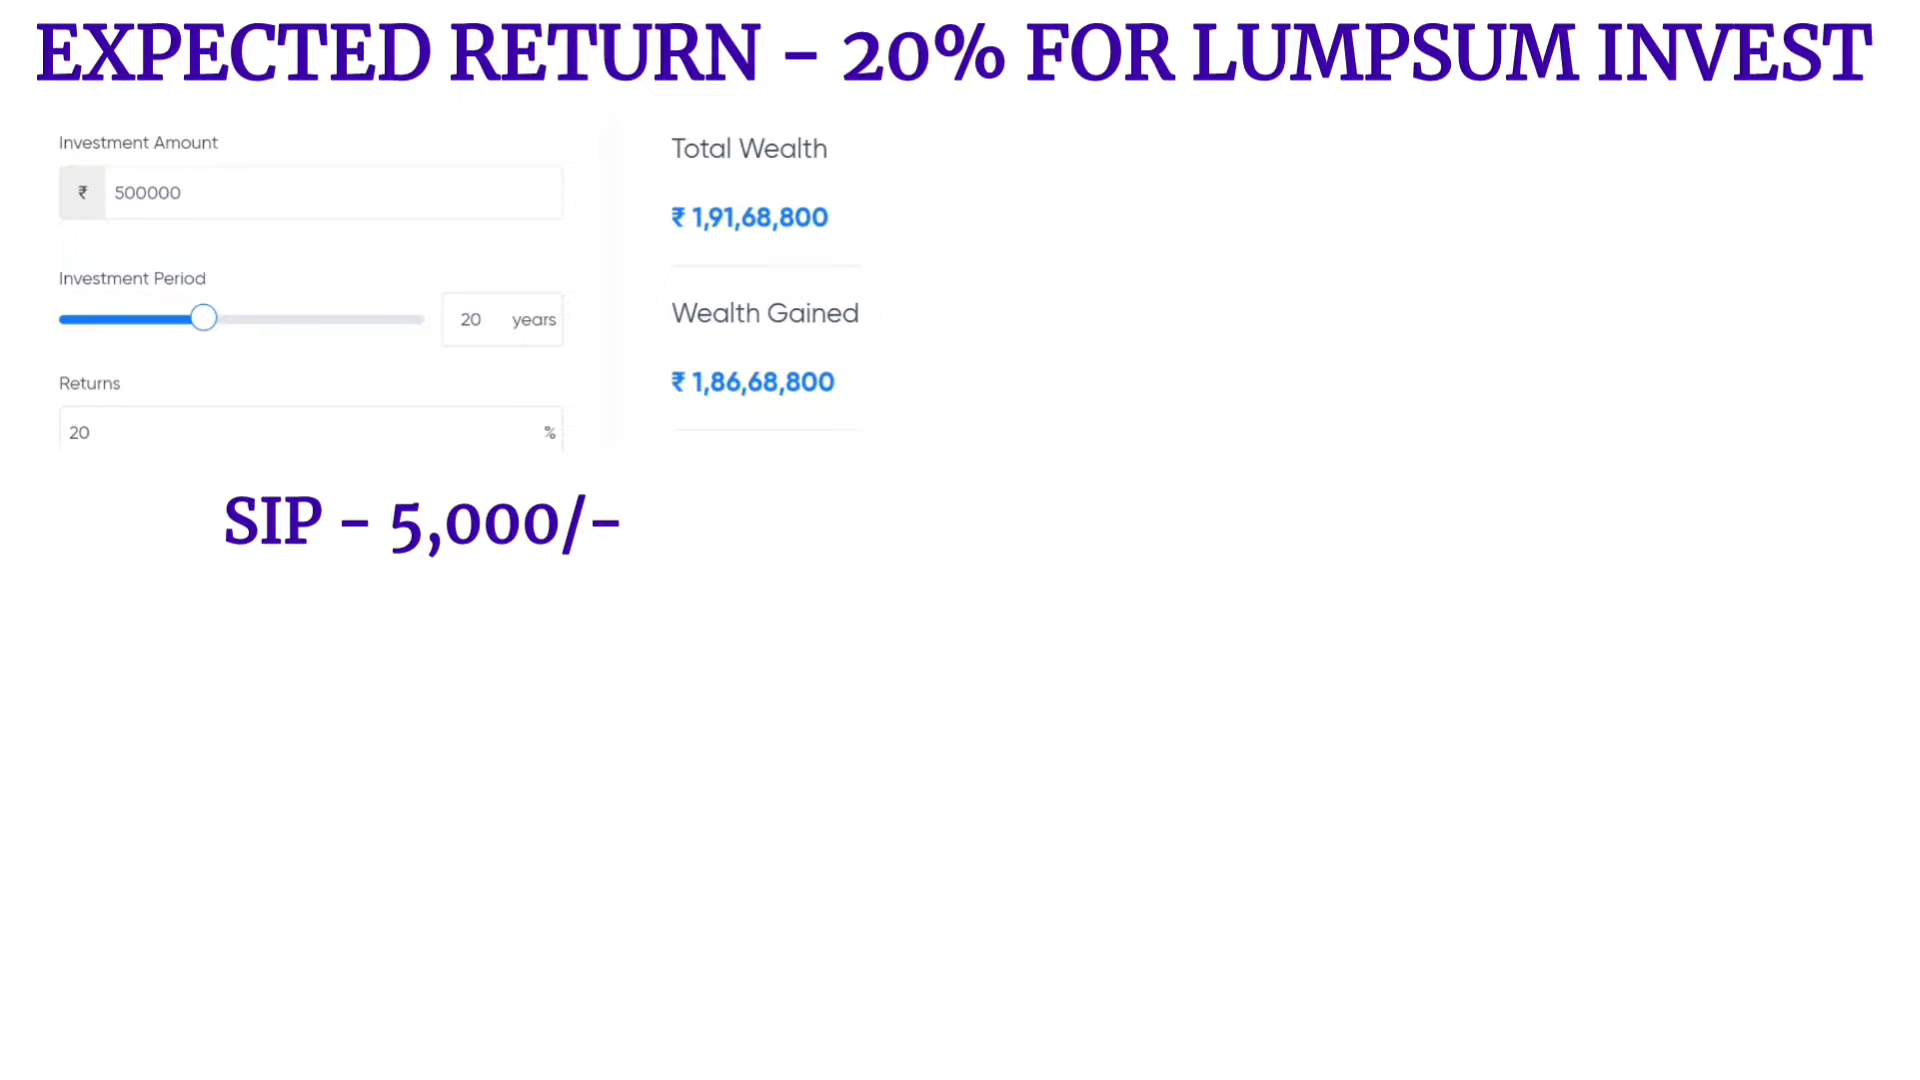 EXPECTED RETURN - 20% FOR LUMPSUM INVEST
Investment Amount
₹ 500000
Investment Period
20 years
Returns
20 %
Total Wealth
₹ 1,91,68,800
Wealth Gained
₹ 1,86,68,800
SIP - 5,000/-